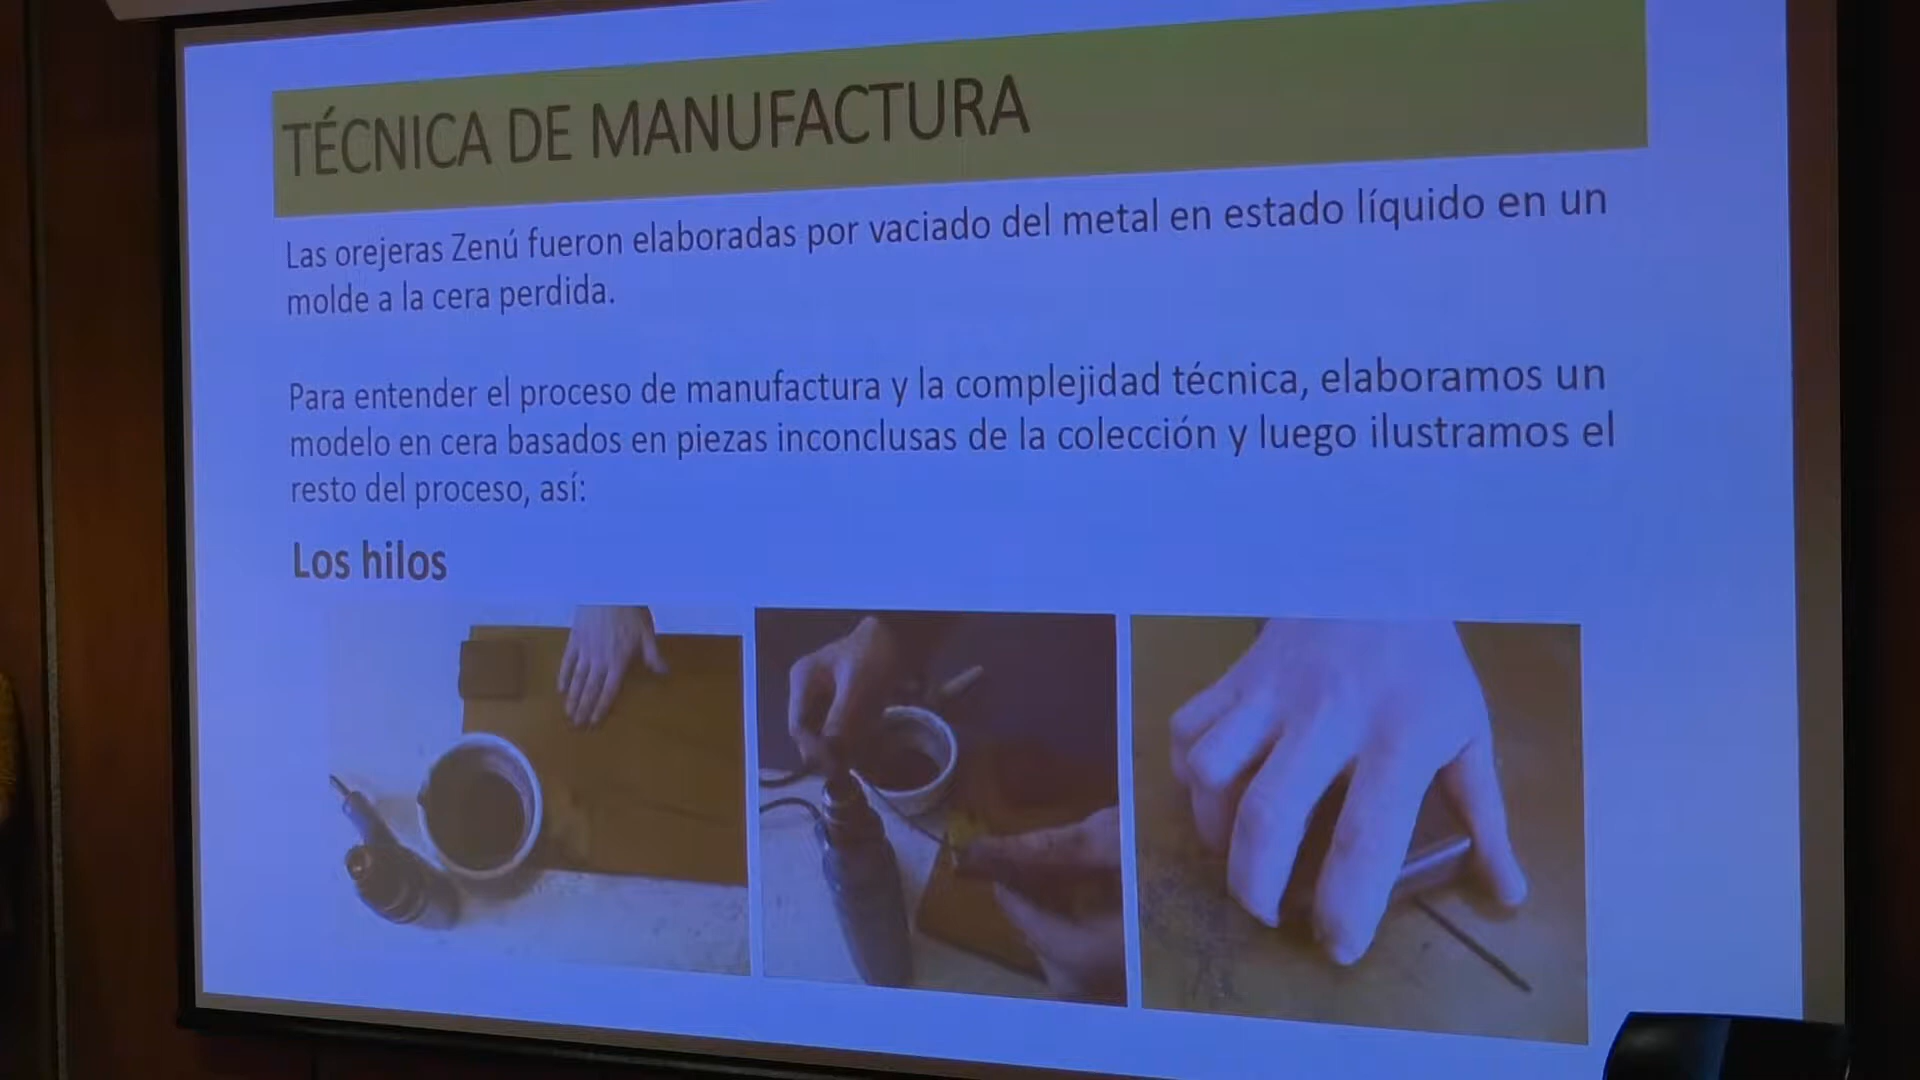 TÉCNICA DE MANUFACTURA
Las orejeras Zenú fueron elaboradas por vaciado del metal en estado líquido en un
molde a la cera perdida.
Para entender el proceso de manufactura y la complejidad técnica, elaboramos un
modelo en cera basados en piezas inconclusas de la colección y luego ilustramos el
resto del proceso, así:
Los hilos